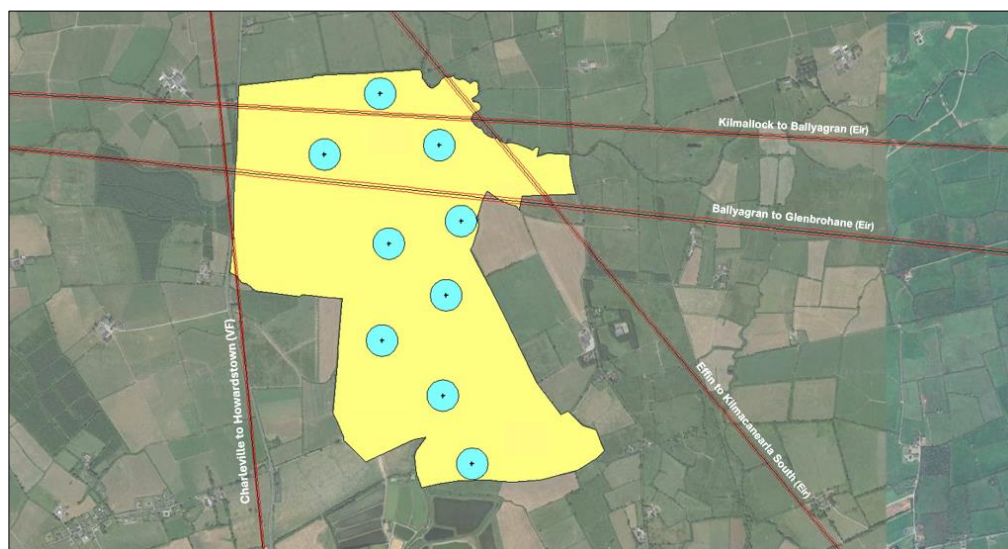 Kilmallock to Ballyagran (Eir)
Ballyagran to Glenbrohane (Eir)
Charleville to Howardstown (VF)
Effin to Kilmacanearla South (Eir)